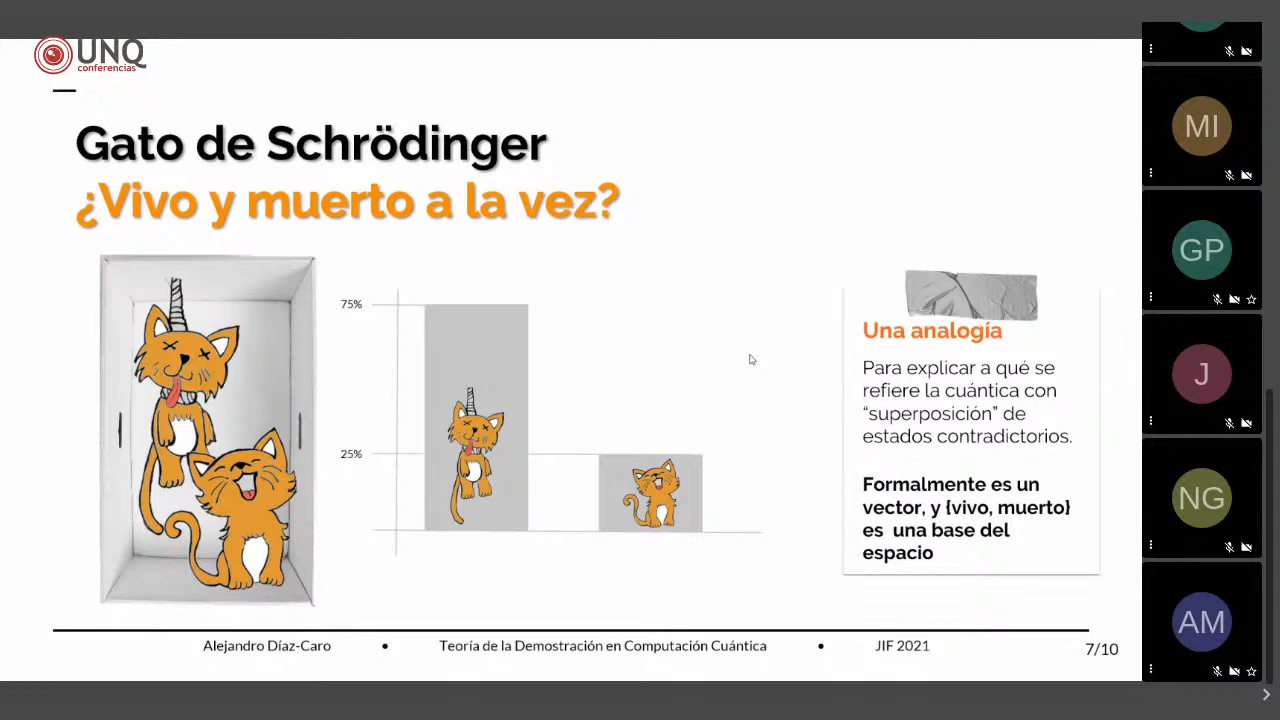 UNQ
conferencias
Gato de Schrödinger
¿Vivo y muerto a la vez?
75%
25%
Una analogía
Para explicar a qué se
refiere la cuántica con
“superposición” de
estados contradictorios.
Formalmente es un
vector, y {vivo, muerto}
es una base del
espacio
Alejandro Díaz-Caro • Teoría de la Demostración en Computación Cuántica • JIF 2021
7/10
MI
GP
J
NG
AM